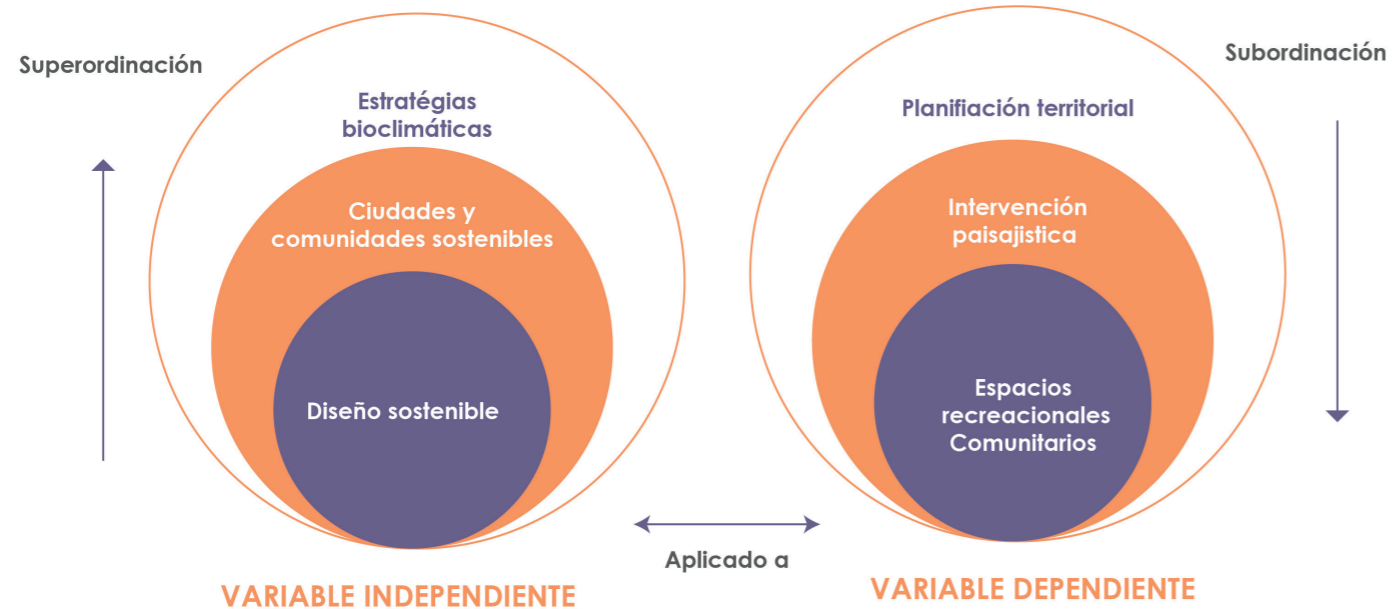 Superordinación
Subordinación
Estratégias
bioclimáticas
Ciudades y
comunidades sostenibles
Diseño sostenible
Planifiación territorial
Intervención
paisajistica
Espacios
recreacionales
Comunitarios
Aplicado a
VARIABLE INDEPENDIENTE
VARIABLE DEPENDIENTE